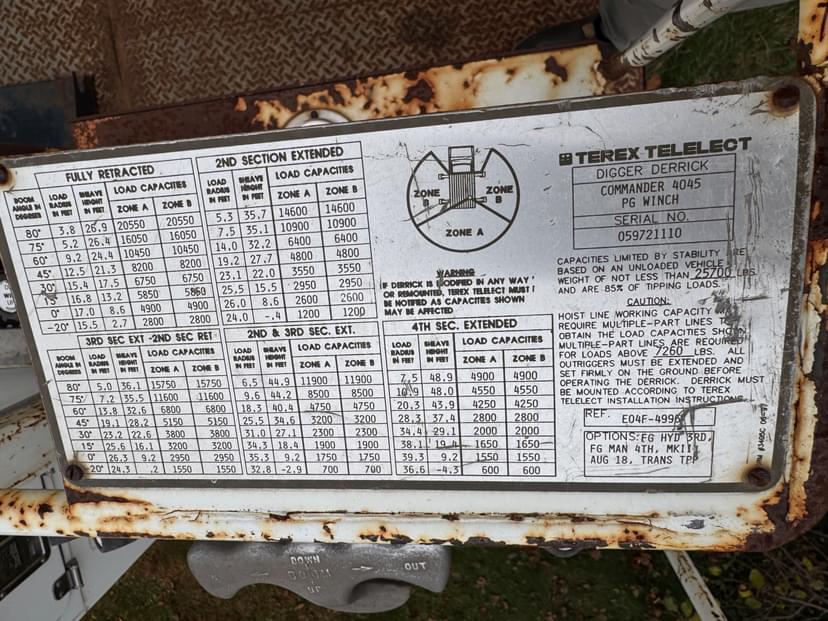 FULLY RETRACTED
BOOM ANGLE IN DEGREES LOAD RADIUS IN FEET SHEAVE HEIGHT IN FEET LOAD CAPACITIES
ZONE A ZONE B
80° 3.8 26.9 20550 20550
75° 5.2 26.4 16050 16050
60° 9.2 24.4 10450 10450
45° 12.5 21.3 8200 8200
30° 15.4 17.5 6750 6750
15° 16.8 13.2 5850 5850
0° 17.0 8.6 4900 4900
-20° 15.5 2.7 2800 2800
2ND SECTION EXTENDED
LOAD RADIUS IN FEET SHEAVE HEIGHT IN FEET LOAD CAPACITIES
ZONE A ZONE B
5.3 35.7 14600 14600
7.5 35.1 10900 10900
14.0 32.2 6400 6400
19.2 27.7 4800 4800
23.1 22.0 3550 3550
25.5 15.5 2950 2950
26.0 8.6 2600 2600
24.0 -.4 1200 1200
ZONE B
ZONE B
ZONE A
WARNING
IF DERRICK IS MODIFIED IN ANY WAY
OR REMOUNTED, TEREX TELELECT MUST
BE NOTIFIED AS CAPACITIES SHOWN
MAY BE AFFECTED
3RD SEC EXT -2ND SEC RET
BOOM ANGLE IN DEGREES LOAD RADIUS IN FEET SHEAVE HEIGHT IN FEET LOAD CAPACITIES
ZONE A ZONE B
80° 5.0 36.1 15750 15750
75° 7.2 35.5 11600 11600
60° 13.8 32.6 6800 6800
45° 19.1 28.2 5150 5150
30° 23.2 22.6 3800 3800
15° 25.6 16.1 3200 3200
0° 26.3 9.2 2950 2950
-20° 24.3 .2 1550 1550
2ND & 3RD SEC. EXT.
LOAD RADIUS IN FEET SHEAVE HEIGHT IN FEET LOAD CAPACITIES
ZONE A ZONE B
6.5 44.9 11900 11900
9.6 44.2 8500 8500
18.3 40.4 4750 4750
25.5 34.6 3200 3200
31.0 27.1 2300 2300
34.3 18.4 1900 1900
35.3 9.2 1750 1750
32.8 -2.9 700 700
4TH SEC. EXTENDED
LOAD RADIUS IN FEET SHEAVE HEIGHT IN FEET LOAD CAPACITIES
ZONE A ZONE B
7.5 48.9 4900 4900
48.0 4550 4550
20.3 43.9 4250 4250
28.3 37.4 2800 2800
34.4 29.1 2000 2000
38.1 19.4 1650 1650
39.3 9.2 1550 1550
36.6 -4.3 600 600
TEREX TELELECT
DIGGER DERRICK
COMMANDER 4045
PG WINCH
SERIAL NO.
059721110
CAPACITIES LIMITED BY STABILITY ARE
BASED ON AN UNLOADED VEHICLE
WEIGHT OF NOT LESS THAN 25700 LBS
AND ARE 85% OF TIPPING LOADS.
CAUTION:
HOIST LINE WORKING CAPACITY MAY
REQUIRE MULTIPLE-PART LINES TO
OBTAIN THE LOAD CAPACITIES SHOWN.
MULTIPLE-PART LINES ARE REQUIRED
FOR LOADS ABOVE 7260 LBS. ALL
OUTRIGGERS MUST BE EXTENDED AND
SET FIRMLY ON THE GROUND BEFORE
OPERATING THE DERRICK. DERRICK MUST
BE MOUNTED ACCORDING TO TEREX
TELELECT INSTALLATION INSTRUCTIONS
REF. E04F-4996
OPTIONS: FG HYD 3RD,
FG MAN 4TH, MKIII
AUG 18, TRANS TP
DOWN
BOOM
UP
OUT